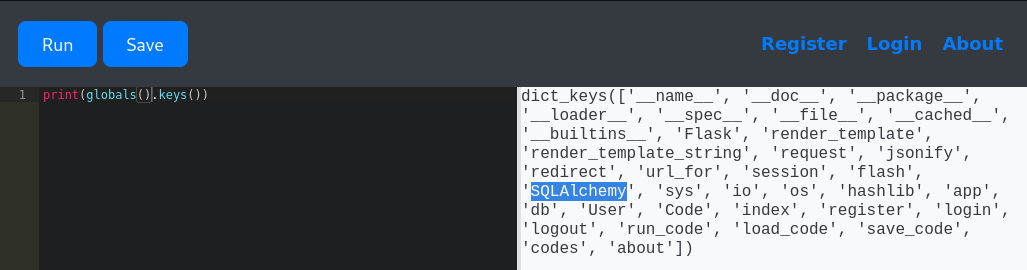 Run Save Register Login About
1 print(globals().keys())
dict_keys(['__name__', '__doc__', '__package__',
'__loader__', '__spec__', '__file__', '__cached__',
'__builtins__', 'Flask', 'render_template',
'render_template_string', 'request', 'jsonify',
'redirect', 'url_for', 'session', 'flash',
'SQLAlchemy', 'sys', 'io', 'os', 'hashlib', 'app',
'db', 'User', 'Code', 'index', 'register', 'login',
'logout', 'run_code', 'load_code', 'save_code',
'codes', 'about'])